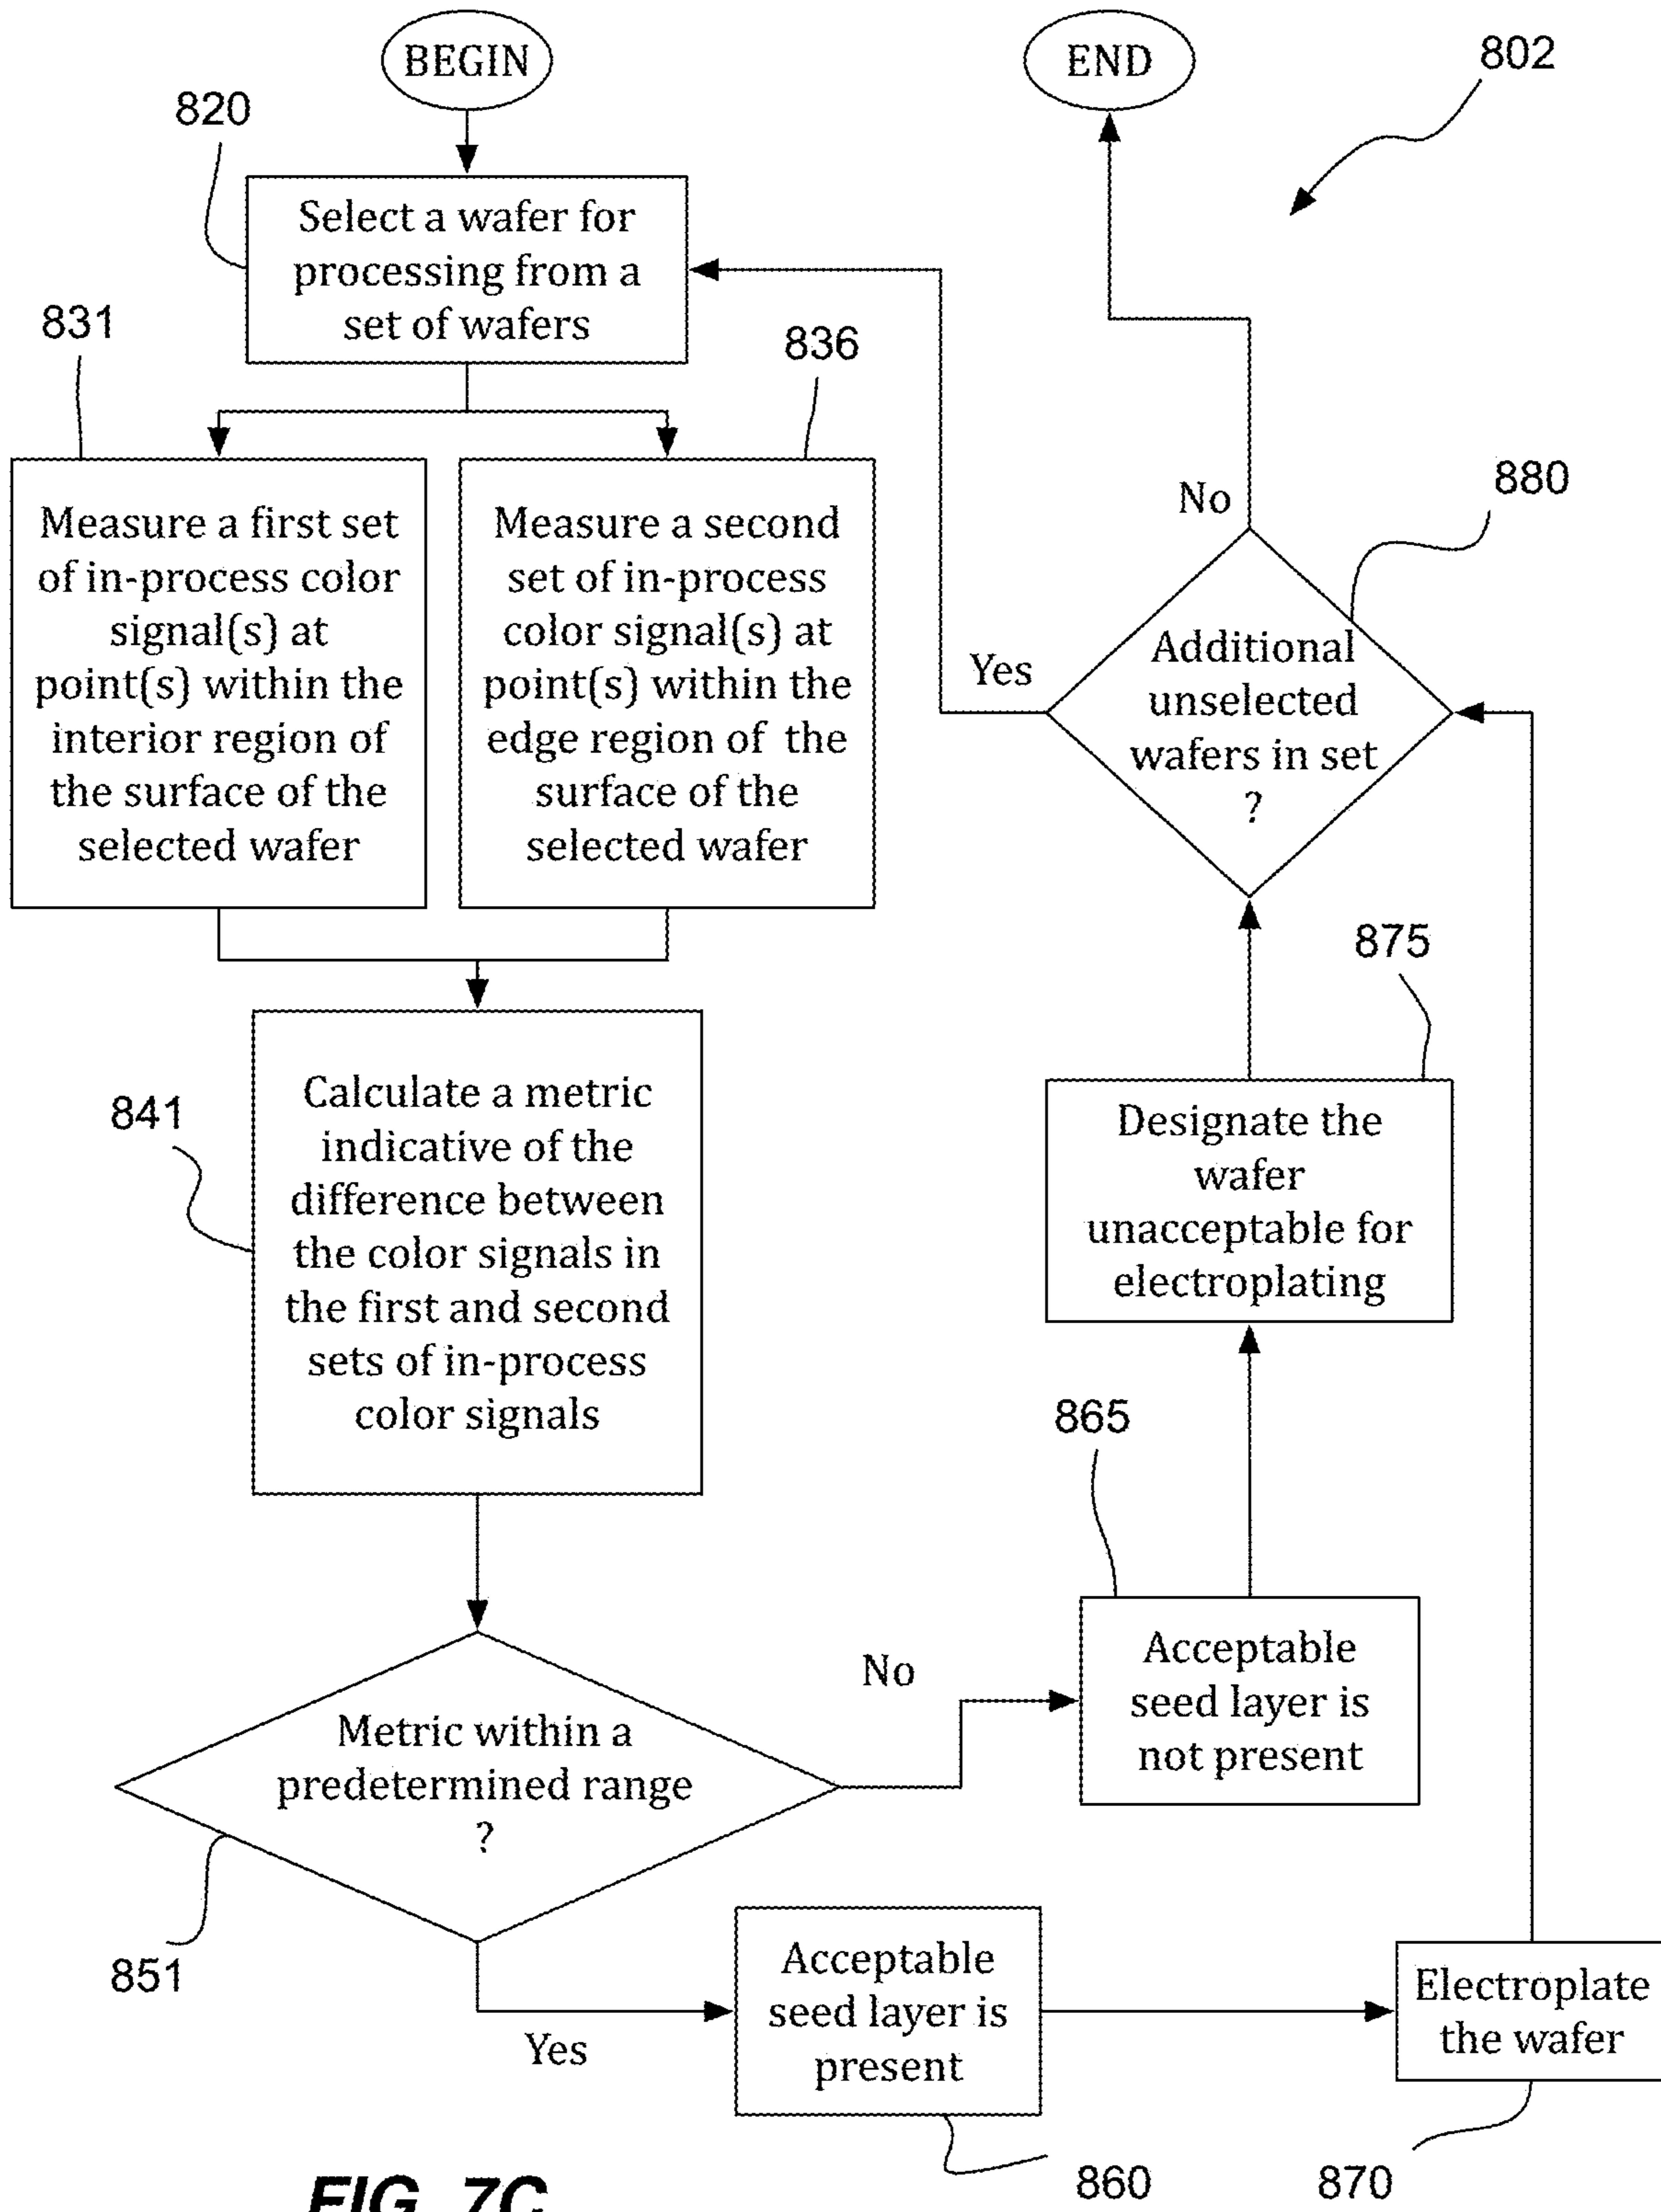 BEGIN
END
802
820
Select a wafer for
processing from a
set of wafers
831
836
Measure a first set
of in-process color
signal(s) at
point(s) within the
interior region of
the surface of the
selected wafer
Measure a second
set of in-process
color signal(s) at
point(s) within the
edge region of the
surface of the
selected wafer
841
Calculate a metric
indicative of the
difference between
the color signals in
the first and second
sets of in-process
color signals
851
Metric within a
predetermined range
?
No
Yes
865
Acceptable
seed layer is
not present
875
Designate the
wafer
unacceptable for
electroplating
Acceptable
seed layer is
present
860
Electroplate
the wafer
870
880
Additional
unselected
wafers in set
?
Yes
No
FIG. 7C